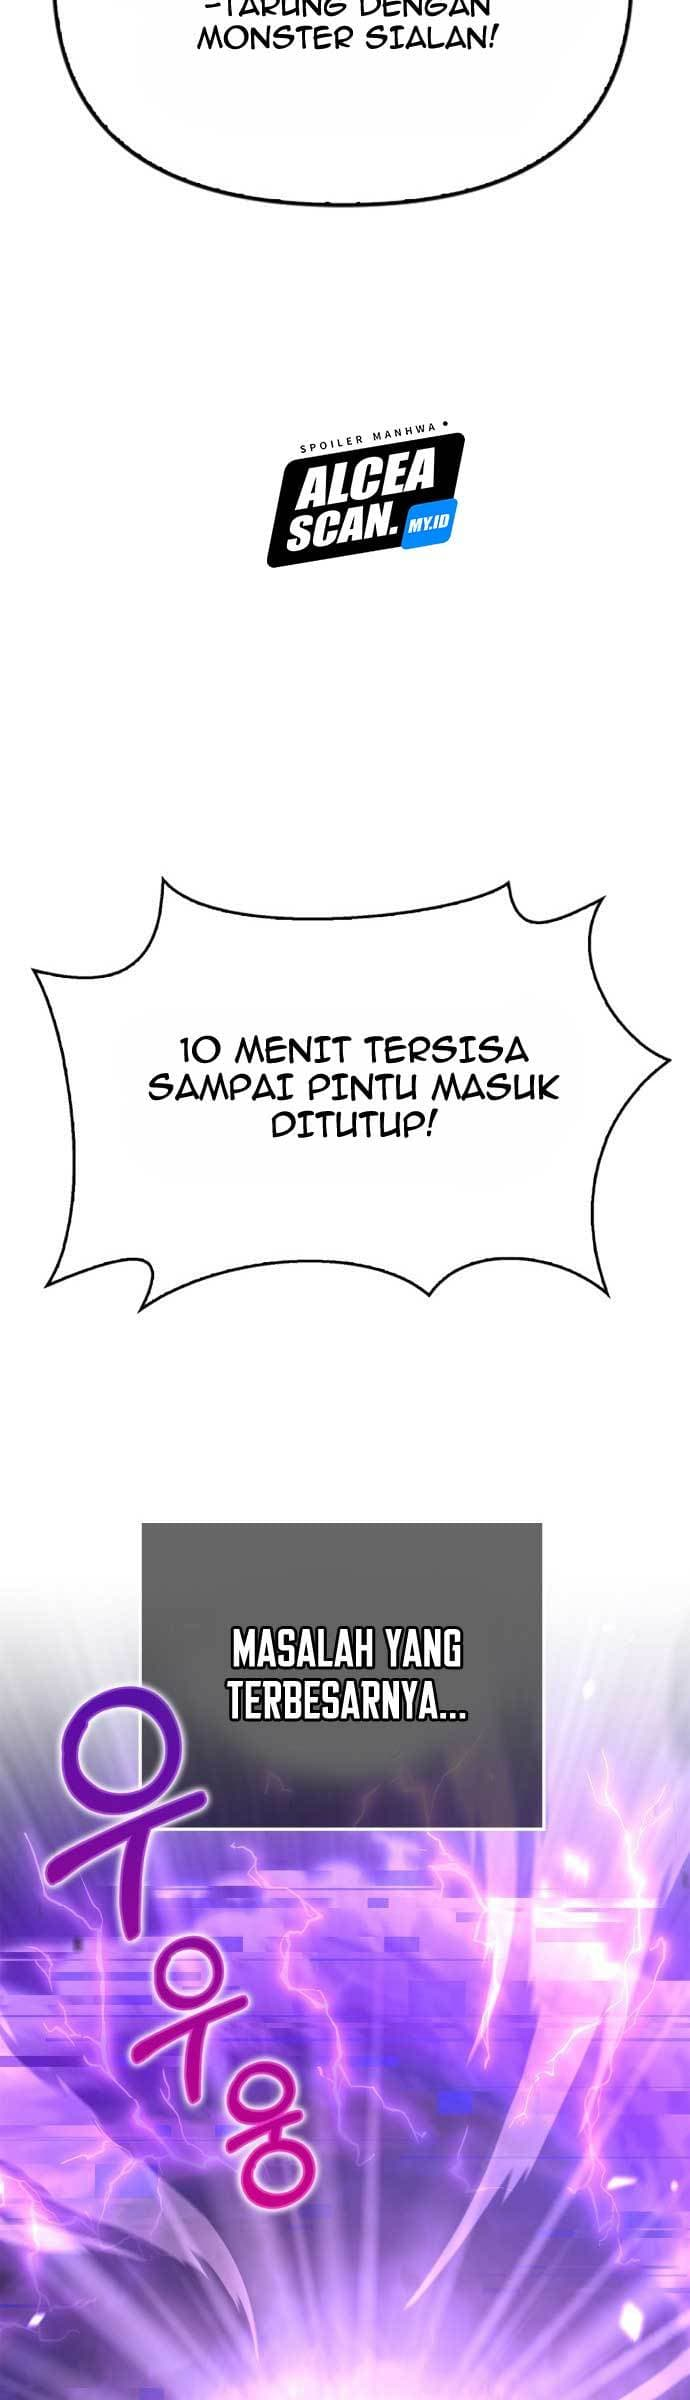 -TARUNG DENGAN
MONSTER SIALAN!
SPOILER MANHWA
ALCEA
SCAN.
MY.ID
10 MENIT TERSISA
SAMPAI PINTU MASUK
DITUTUP!
MASALAH YANG
TERBESARNYA...
우
우
웅